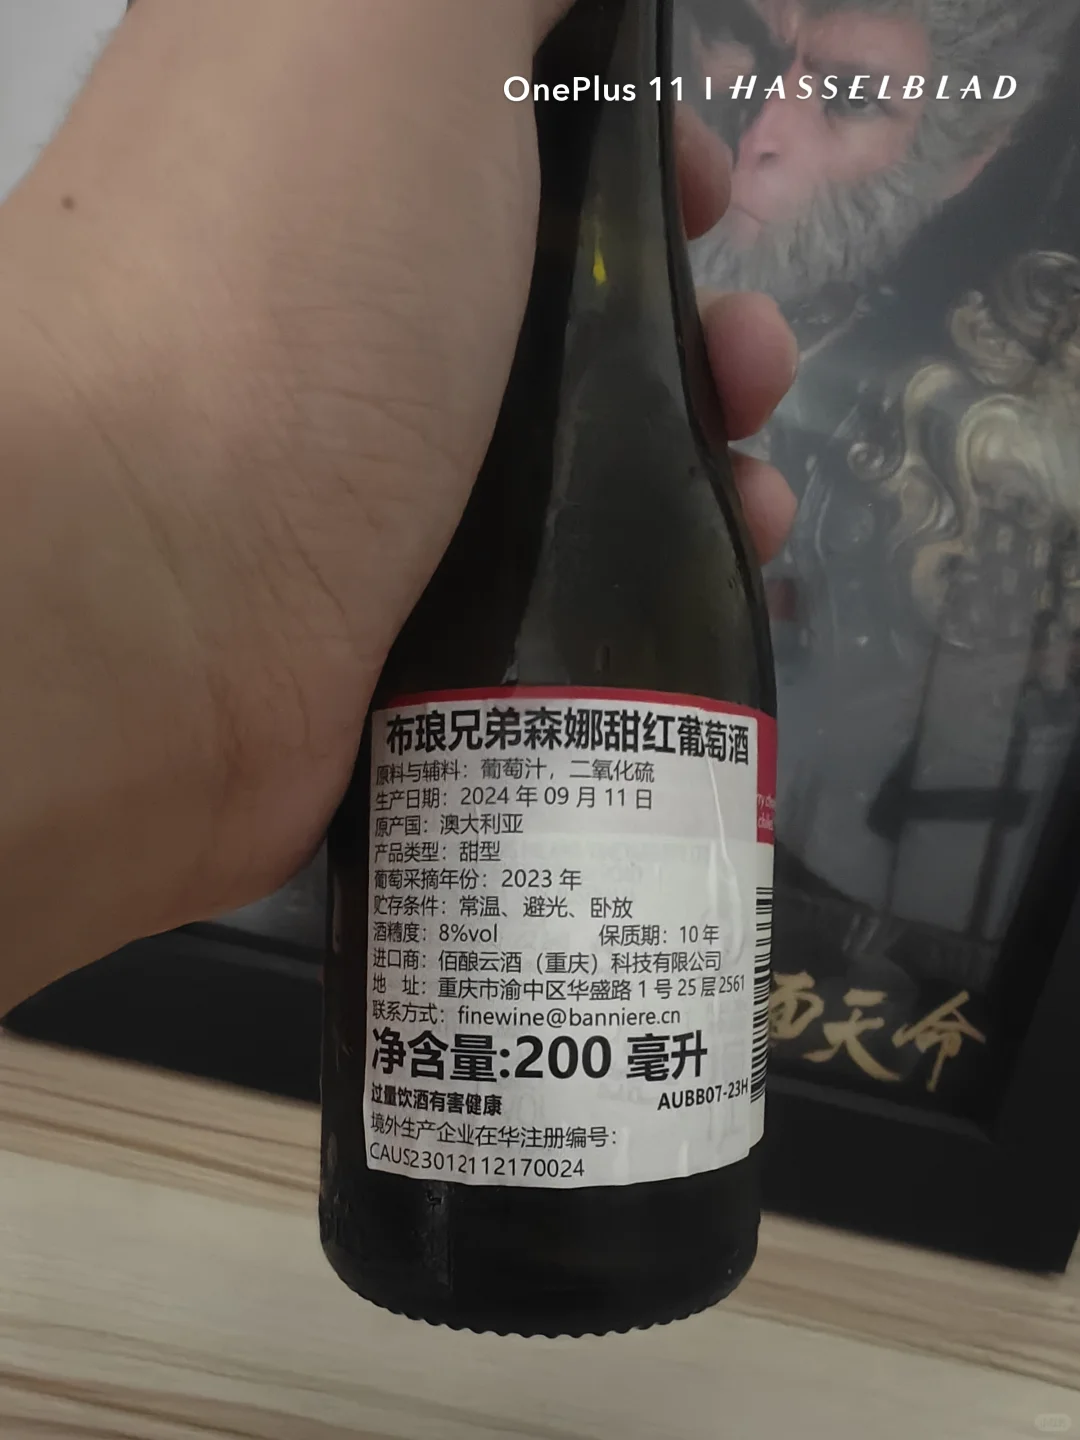 OnePlus 11 | HASSELBLAD
布琅兄弟森娜甜红葡萄酒
原料与辅料：葡萄汁，二氧化硫
生产日期：2024 年 09 月 11 日
原产国：澳大利亚
产品类型：甜型
葡萄采摘年份：2023 年
贮存条件：常温、避光、卧放
酒精度：8%vol 保质期：10 年
进口商：佰酿云酒（重庆）科技有限公司
地 址：重庆市渝中区华盛路 1 号 25 层 2561
联系方式：finewine@banniere.cn
净含量:200 毫升
过量饮酒有害健康 AUBB07-23H
境外生产企业在华注册编号：
CAUS23012112170024
天命